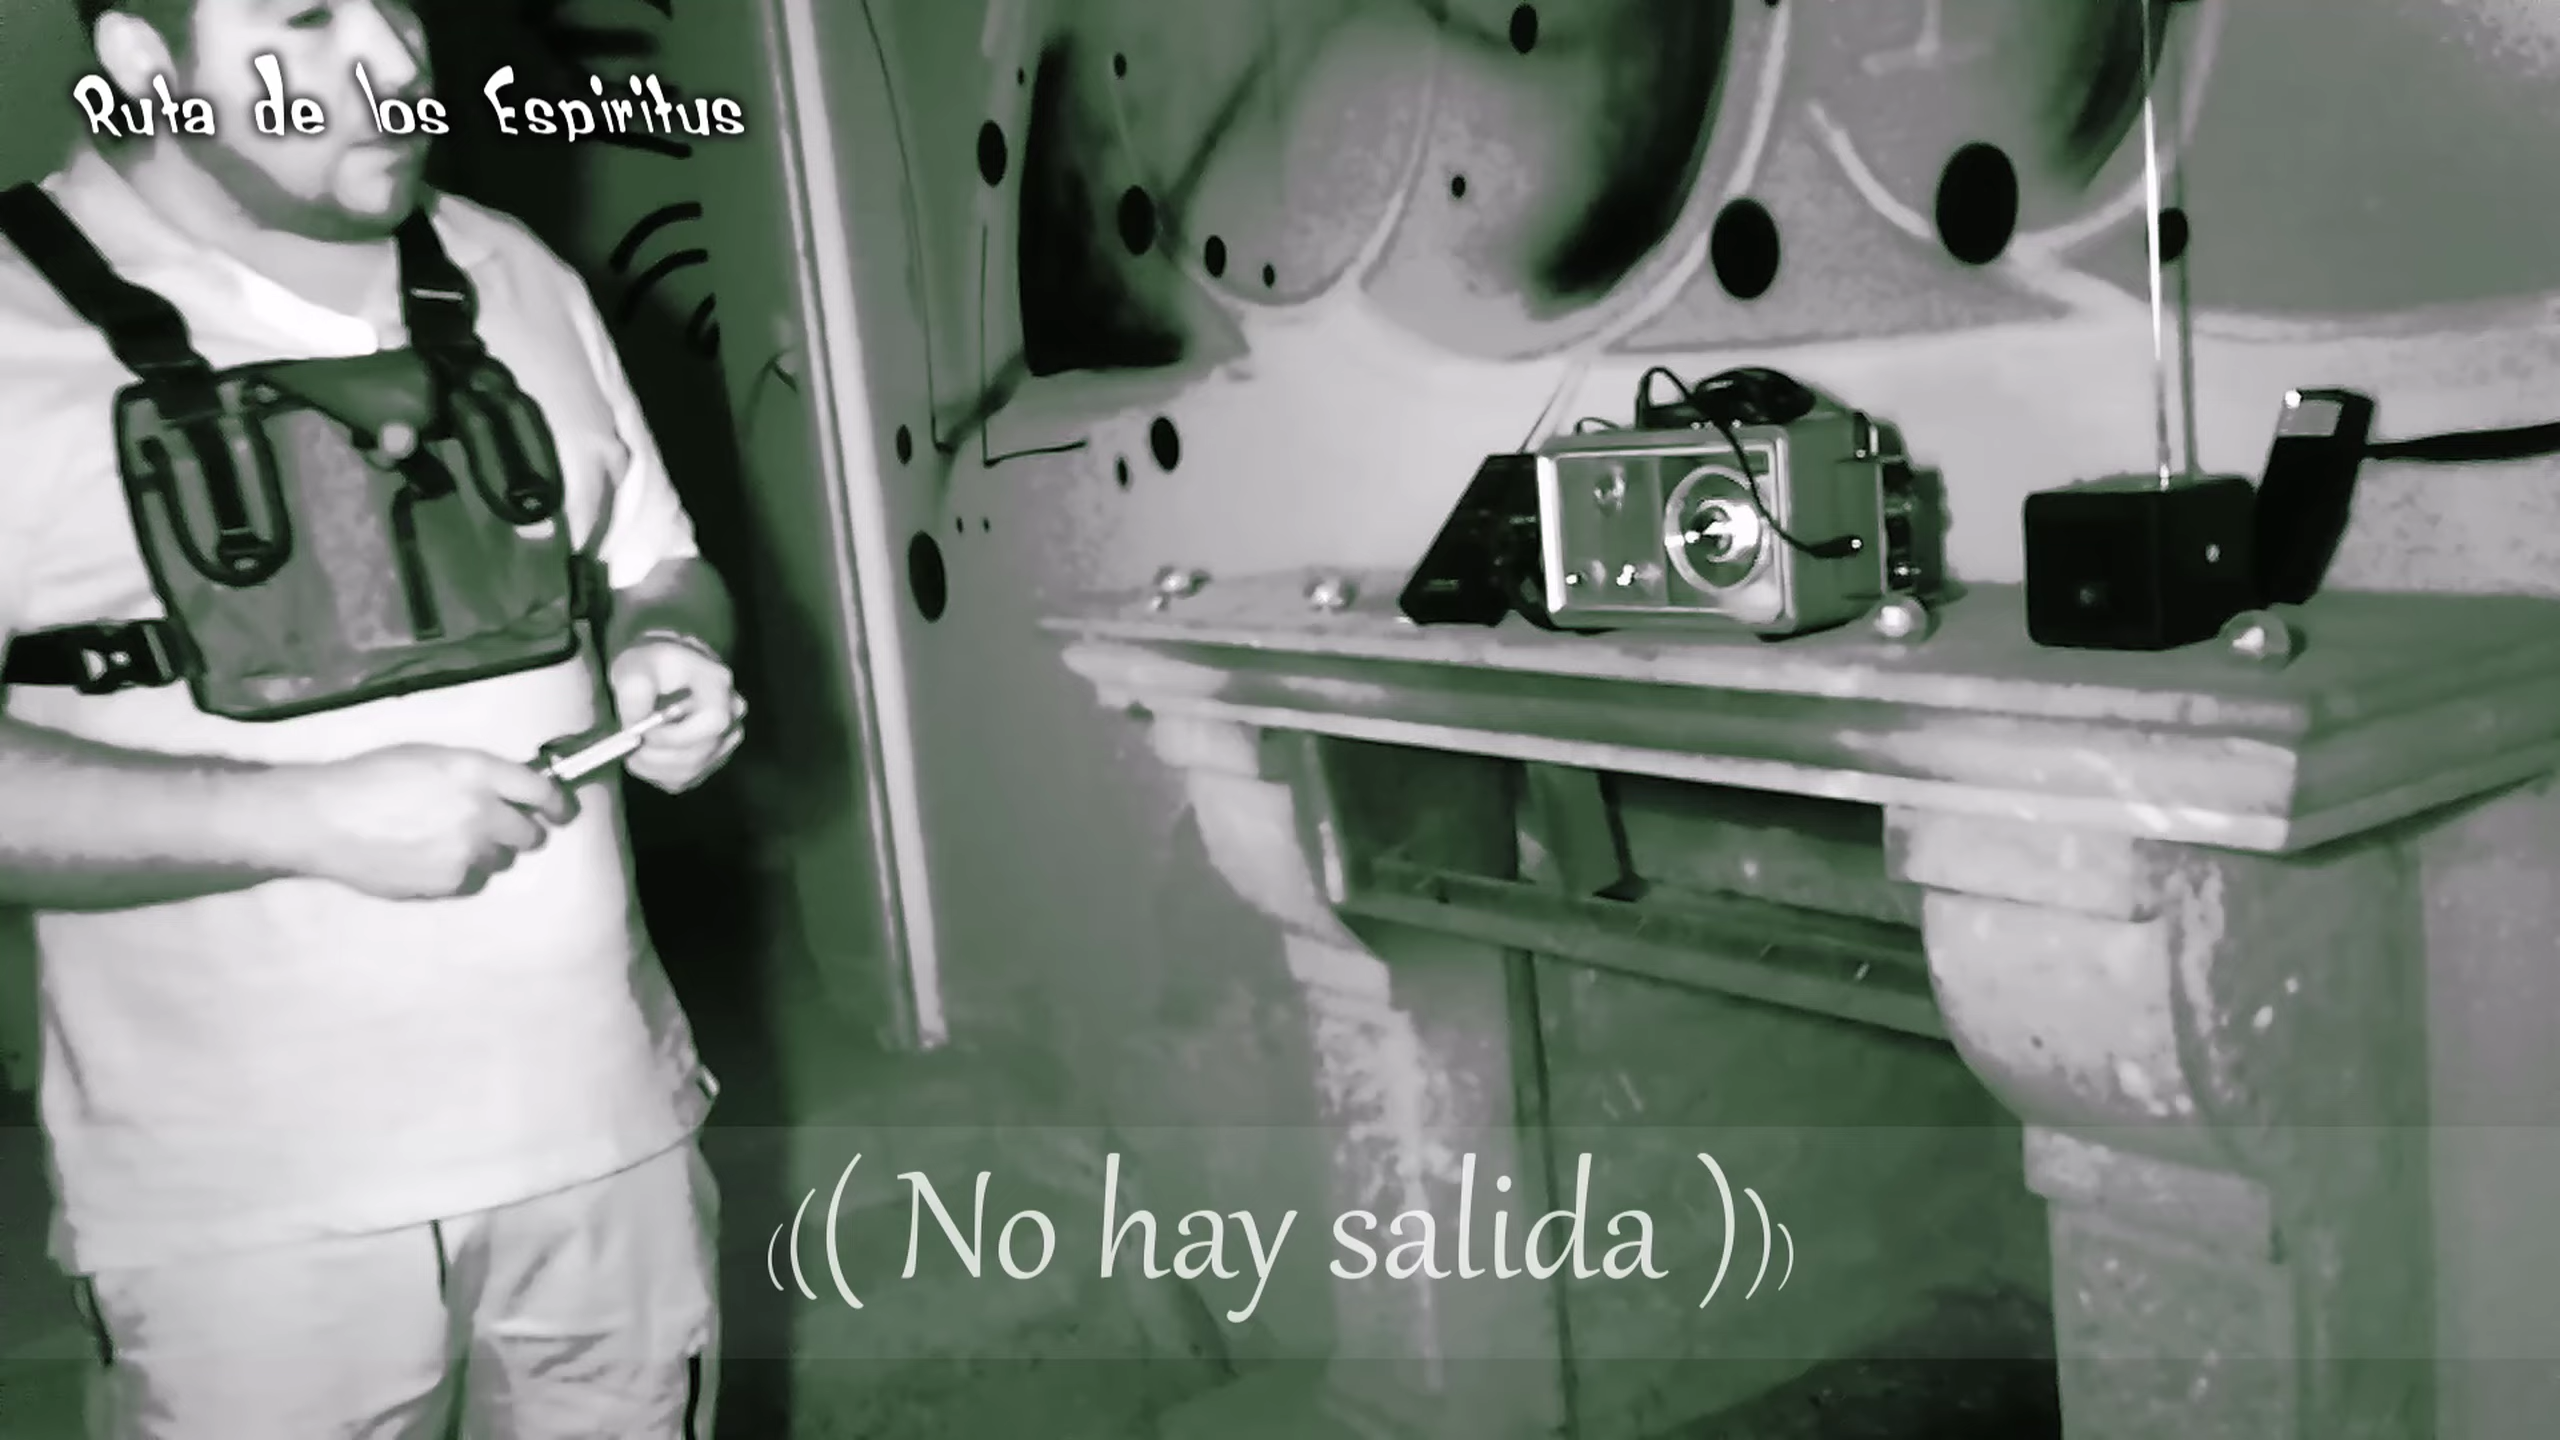 Ruta de los Espiritus
((( No hay salida )))